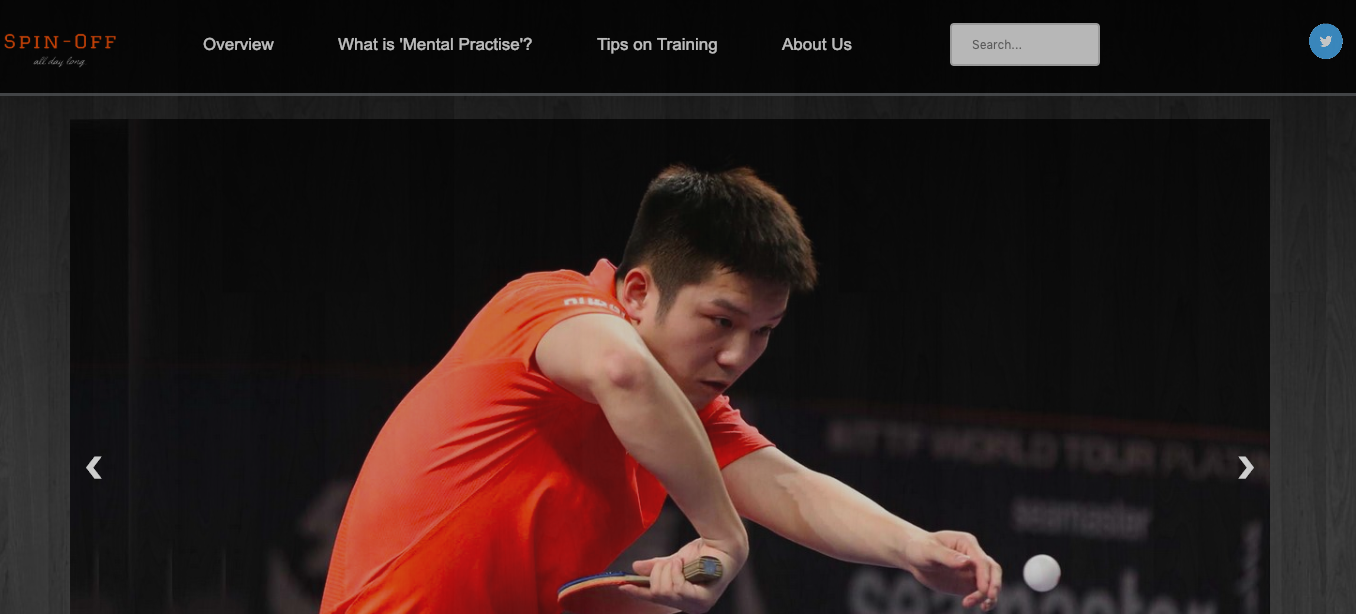 SPIN-OFF
all day long
Overview
What is 'Mental Practise'?
Tips on Training
About Us
Search...
ITTF WORLD TOUR PLATIN
seamaster